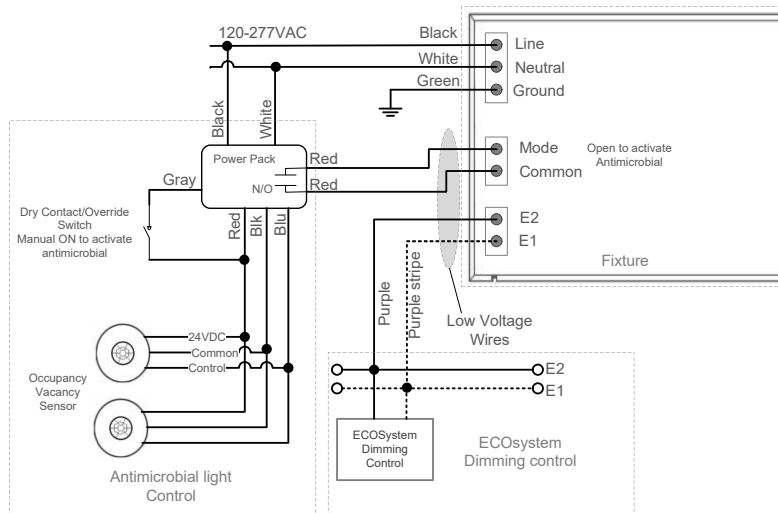 120-277VAC
Black
White
Green
Line
Neutral
Ground
Black
White
Power Pack
N/O
Red
Red
Mode
Common
Open to activate
Antimicrobial
Gray
Dry Contact/Override
Switch
Manual ON to activate
antimicrobial
Red
Blk
Blu
E2
E1
Fixture
Purple
Purple stripe
Low Voltage
Wires
24VDC
Common
Control
Occupancy
Vacancy
Sensor
E2
E1
ECOSystem
Dimming
Control
ECOsystem
Dimming control
Antimicrobial light
Control